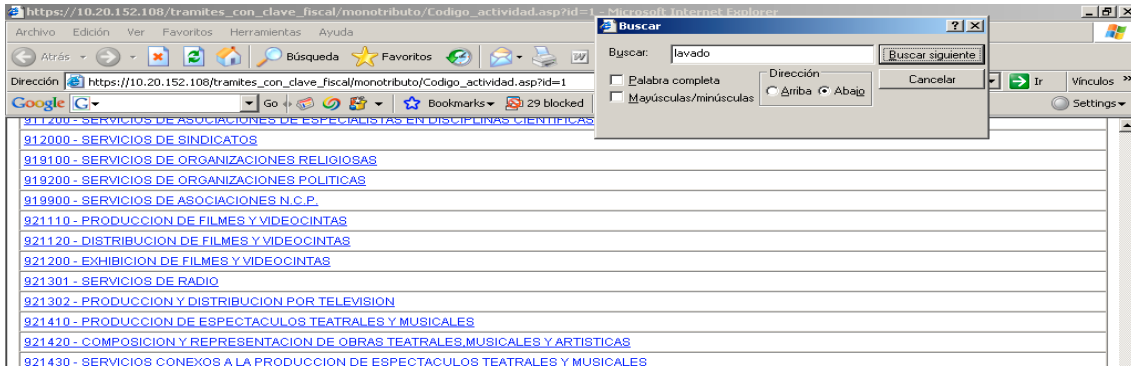 https://10.20.152.108/tramites_con_clave_fiscal/monotributo/Codigo_actividad.asp?id=1 - Microsoft Internet Explorer
Archivo Edición Ver Favoritos Herramientas Ayuda
Atrás Búsqueda Favoritos
Dirección https://10.20.152.108/tramites_con_clave_fiscal/monotributo/Codigo_actividad.asp?id=1 Ir Vínculos »
Google G Go Bookmarks 29 blocked Settings
Buscar
Buscar: lavado Buscar siguiente
Palabra completa Dirección Cancelar
Mayúsculas/minúsculas Arriba Abajo
911200 - SERVICIOS DE ASOCIACIONES DE ESPECIALISTAS EN DISCIPLINAS CIENTIFICAS
912000 - SERVICIOS DE SINDICATOS
919100 - SERVICIOS DE ORGANIZACIONES RELIGIOSAS
919200 - SERVICIOS DE ORGANIZACIONES POLITICAS
919900 - SERVICIOS DE ASOCIACIONES N.C.P.
921110 - PRODUCCION DE FILMES Y VIDEOCINTAS
921120 - DISTRIBUCION DE FILMES Y VIDEOCINTAS
921200 - EXHIBICION DE FILMES Y VIDEOCINTAS
921301 - SERVICIOS DE RADIO
921302 - PRODUCCION Y DISTRIBUCION POR TELEVISION
921410 - PRODUCCION DE ESPECTACULOS TEATRALES Y MUSICALES
921420 - COMPOSICION Y REPRESENTACION DE OBRAS TEATRALES,MUSICALES Y ARTISTICAS
921430 - SERVICIOS CONEXOS A LA PRODUCCION DE ESPECTACULOS TEATRALES Y MUSICALES